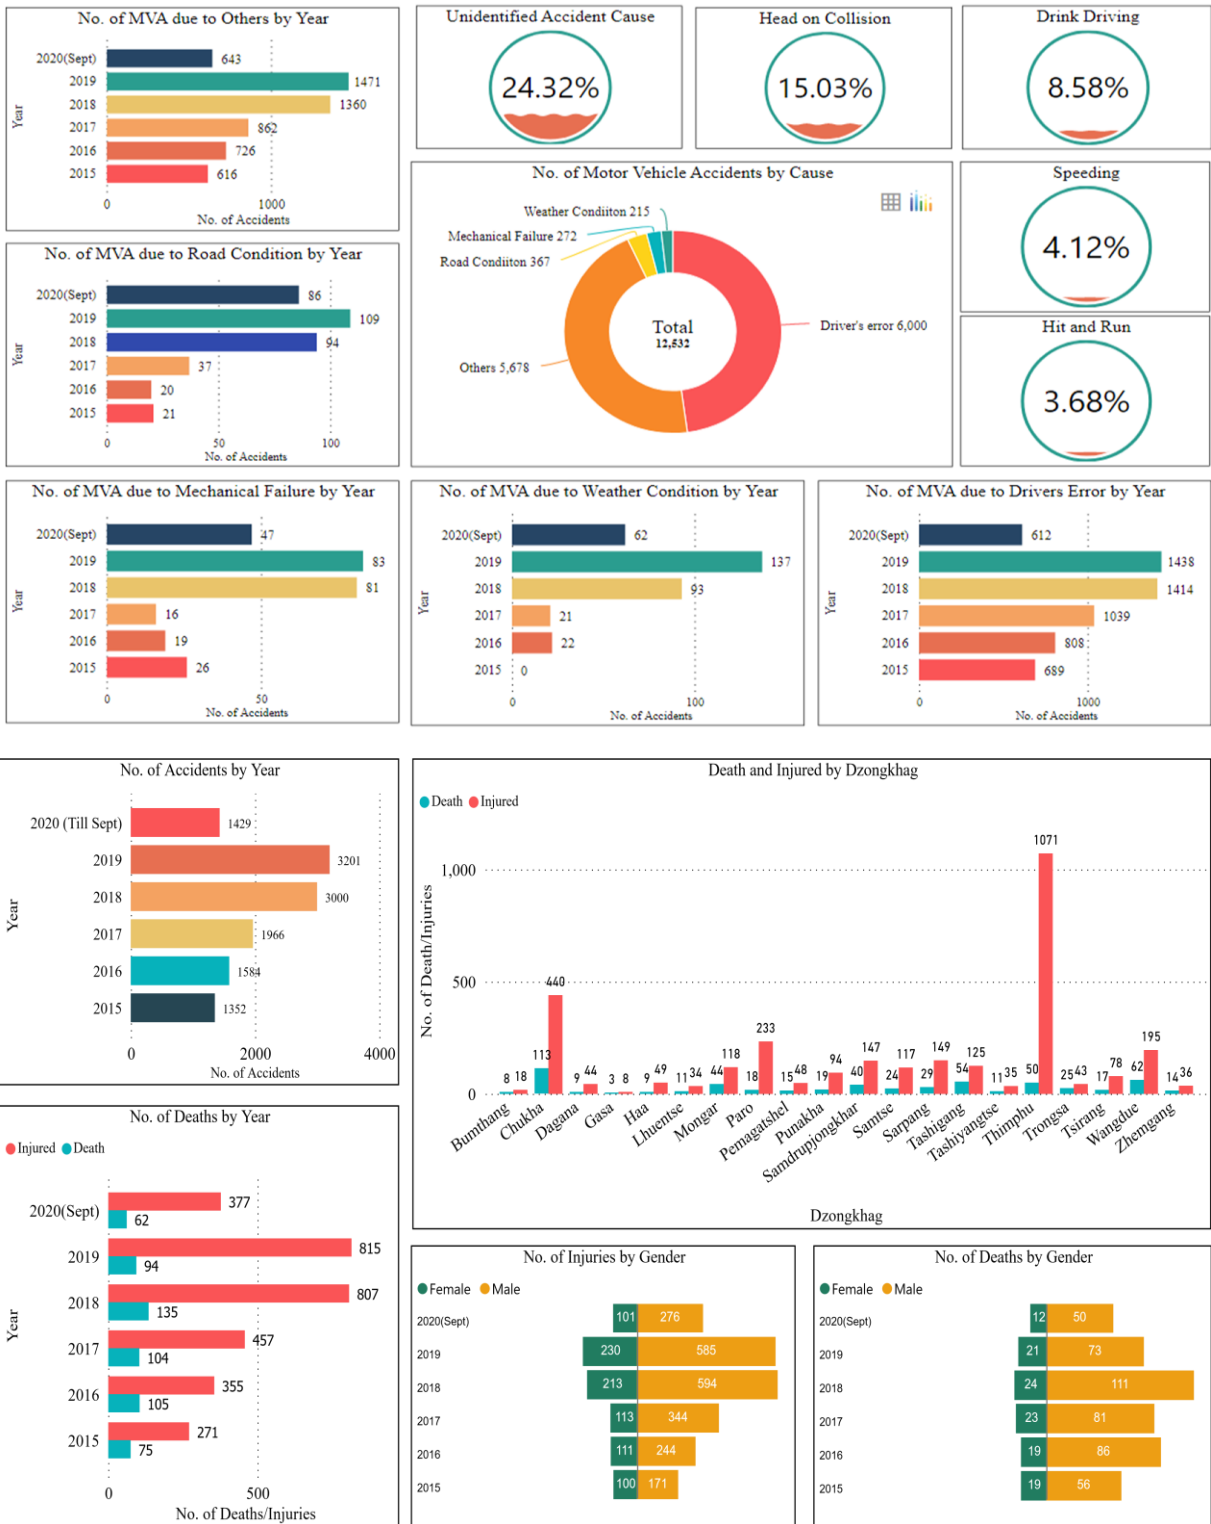 No. of MVA due to Others by Year
Year
2020(Sept) 643
2019 1471
2018 1360
2017 862
2016 726
2015 616
0 1000
No. of Accidents
Unidentified Accident Cause
24.32%
Head on Collision
15.03%
Drink Driving
8.58%
No. of MVA due to Road Condition by Year
Year
2020(Sept) 86
2019 109
2018 94
2017 37
2016 20
2015 21
0 50 100
No. of Accidents
No. of Motor Vehicle Accidents by Cause
Weather Condiiton 215
Mechanical Failure 272
Road Condiiton 367
Others 5,678
Driver's error 6,000
Total
12,532
Speeding
4.12%
Hit and Run
3.68%
No. of MVA due to Mechanical Failure by Year
Year
2020(Sept) 47
2019 83
2018 81
2017 16
2016 19
2015 26
0 50
No. of Accidents
No. of MVA due to Weather Condition by Year
Year
2020(Sept) 62
2019 137
2018 93
2017 21
2016 22
2015 0
0 100
No. of Accidents
No. of MVA due to Drivers Error by Year
Year
2020(Sept) 612
2019 1438
2018 1414
2017 1039
2016 808
2015 689
0 1000
No. of Accidents
No. of Accidents by Year
Year
2020 (Till Sept) 1429
2019 3201
2018 3000
2017 1966
2016 1584
2015 1352
0 2000 4000
No. of Accidents
Death and Injured by Dzongkhag
Death Injured
No. of Death/Injuries
1,000
500
0
8 18 113 440 9 44 3 8 9 49 11 34 44 118 18 233 15 48 19 94 40 147 24 117 29 149 54 125 11 35 50 1071 25 43 17 78 62 195 14 36
Bumthang Chukha Dagana Gasa Haa Lhuentse Mongar Paro Pemagatshel Punakha Samdrupjongkhar Samtse Sarpang Tashigang Tashiyangtse Thimphu Trongsa Tsirang Wangdue Zhemgang
Dzongkhag
No. of Deaths by Year
Injured Death
Year
2020(Sept) 377 62
2019 815 94
2018 807 135
2017 457 104
2016 355 105
2015 271 75
0 500
No. of Deaths/Injuries
No. of Injuries by Gender
Female Male
2020(Sept) 101 276
2019 230 585
2018 213 594
2017 113 344
2016 111 244
2015 100 171
No. of Deaths by Gender
Female Male
2020(Sept) 12 50
2019 21 73
2018 24 111
2017 23 81
2016 19 86
2015 19 56